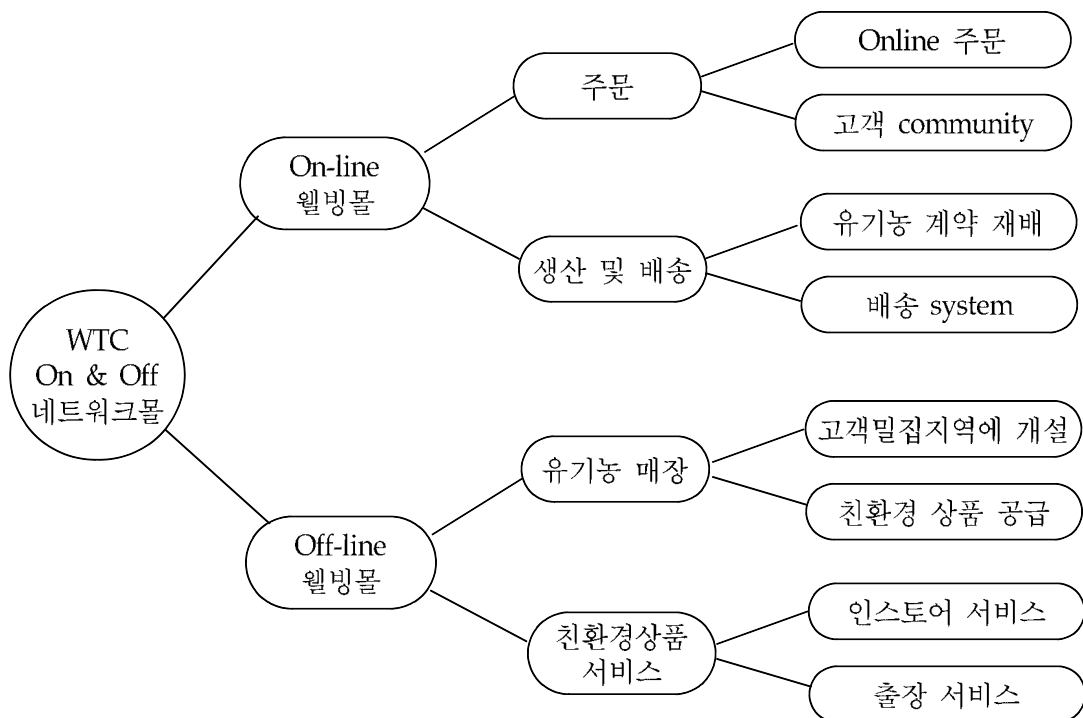 WTC
On & Off
네트워크몰
On-line
웰빙몰
주문
Online 주문
고객 community
생산 및 배송
유기농 계약 재배
배송 system
Off-line
웰빙몰
유기농 매장
고객밀집지역에 개설
친환경 상품 공급
친환경상품
서비스
인스토어 서비스
출장 서비스